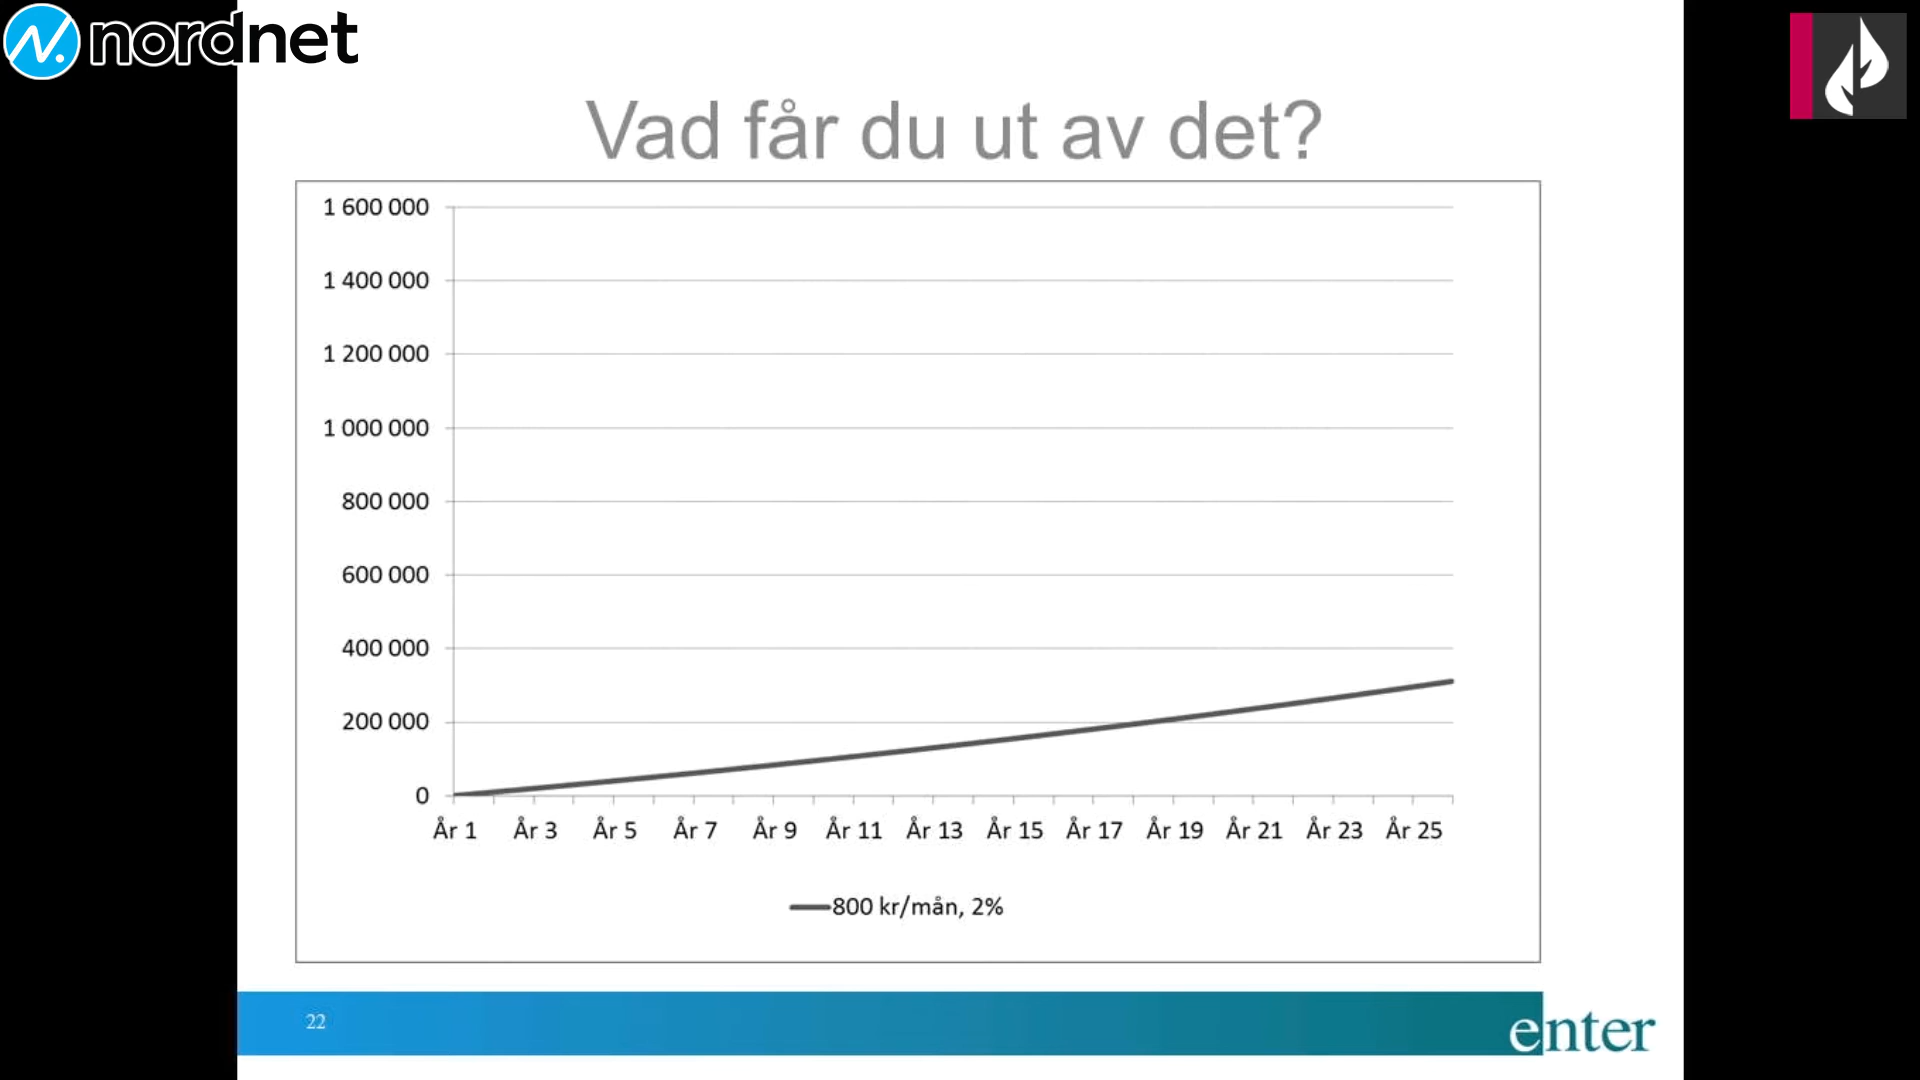 nordnet
Vad får du ut av det?
1 600 000
1 400 000
1 200 000
1 000 000
800 000
600 000
400 000
200 000
0
År 1 År 3 År 5 År 7 År 9 År 11 År 13 År 15 År 17 År 19 År 21 År 23 År 25
800 kr/mån, 2%
22
enter